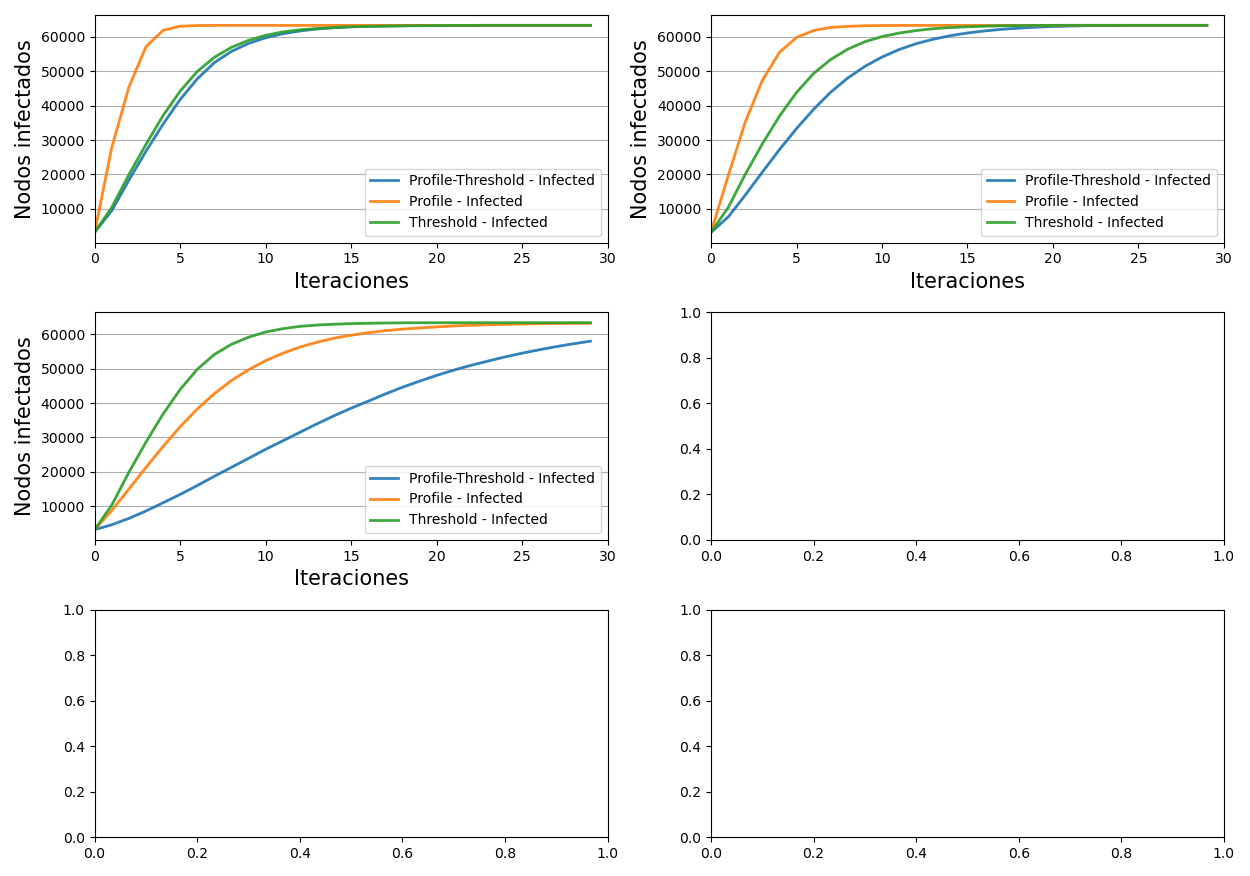 Nodos infectados
60000
50000
40000
30000
20000
10000
Profile-Threshold - Infected
Profile - Infected
Threshold - Infected
0 5 10 15 20 25 30
Iteraciones
Nodos infectados
60000
50000
40000
30000
20000
10000
Profile-Threshold - Infected
Profile - Infected
Threshold - Infected
0 5 10 15 20 25 30
Iteraciones
Nodos infectados
60000
50000
40000
30000
20000
10000
Profile-Threshold - Infected
Profile - Infected
Threshold - Infected
0 5 10 15 20 25 30
Iteraciones
1.0
0.8
0.6
0.4
0.2
0.0
0.0 0.2 0.4 0.6 0.8 1.0
1.0
0.8
0.6
0.4
0.2
0.0
0.0 0.2 0.4 0.6 0.8 1.0
1.0
0.8
0.6
0.4
0.2
0.0
0.0 0.2 0.4 0.6 0.8 1.0